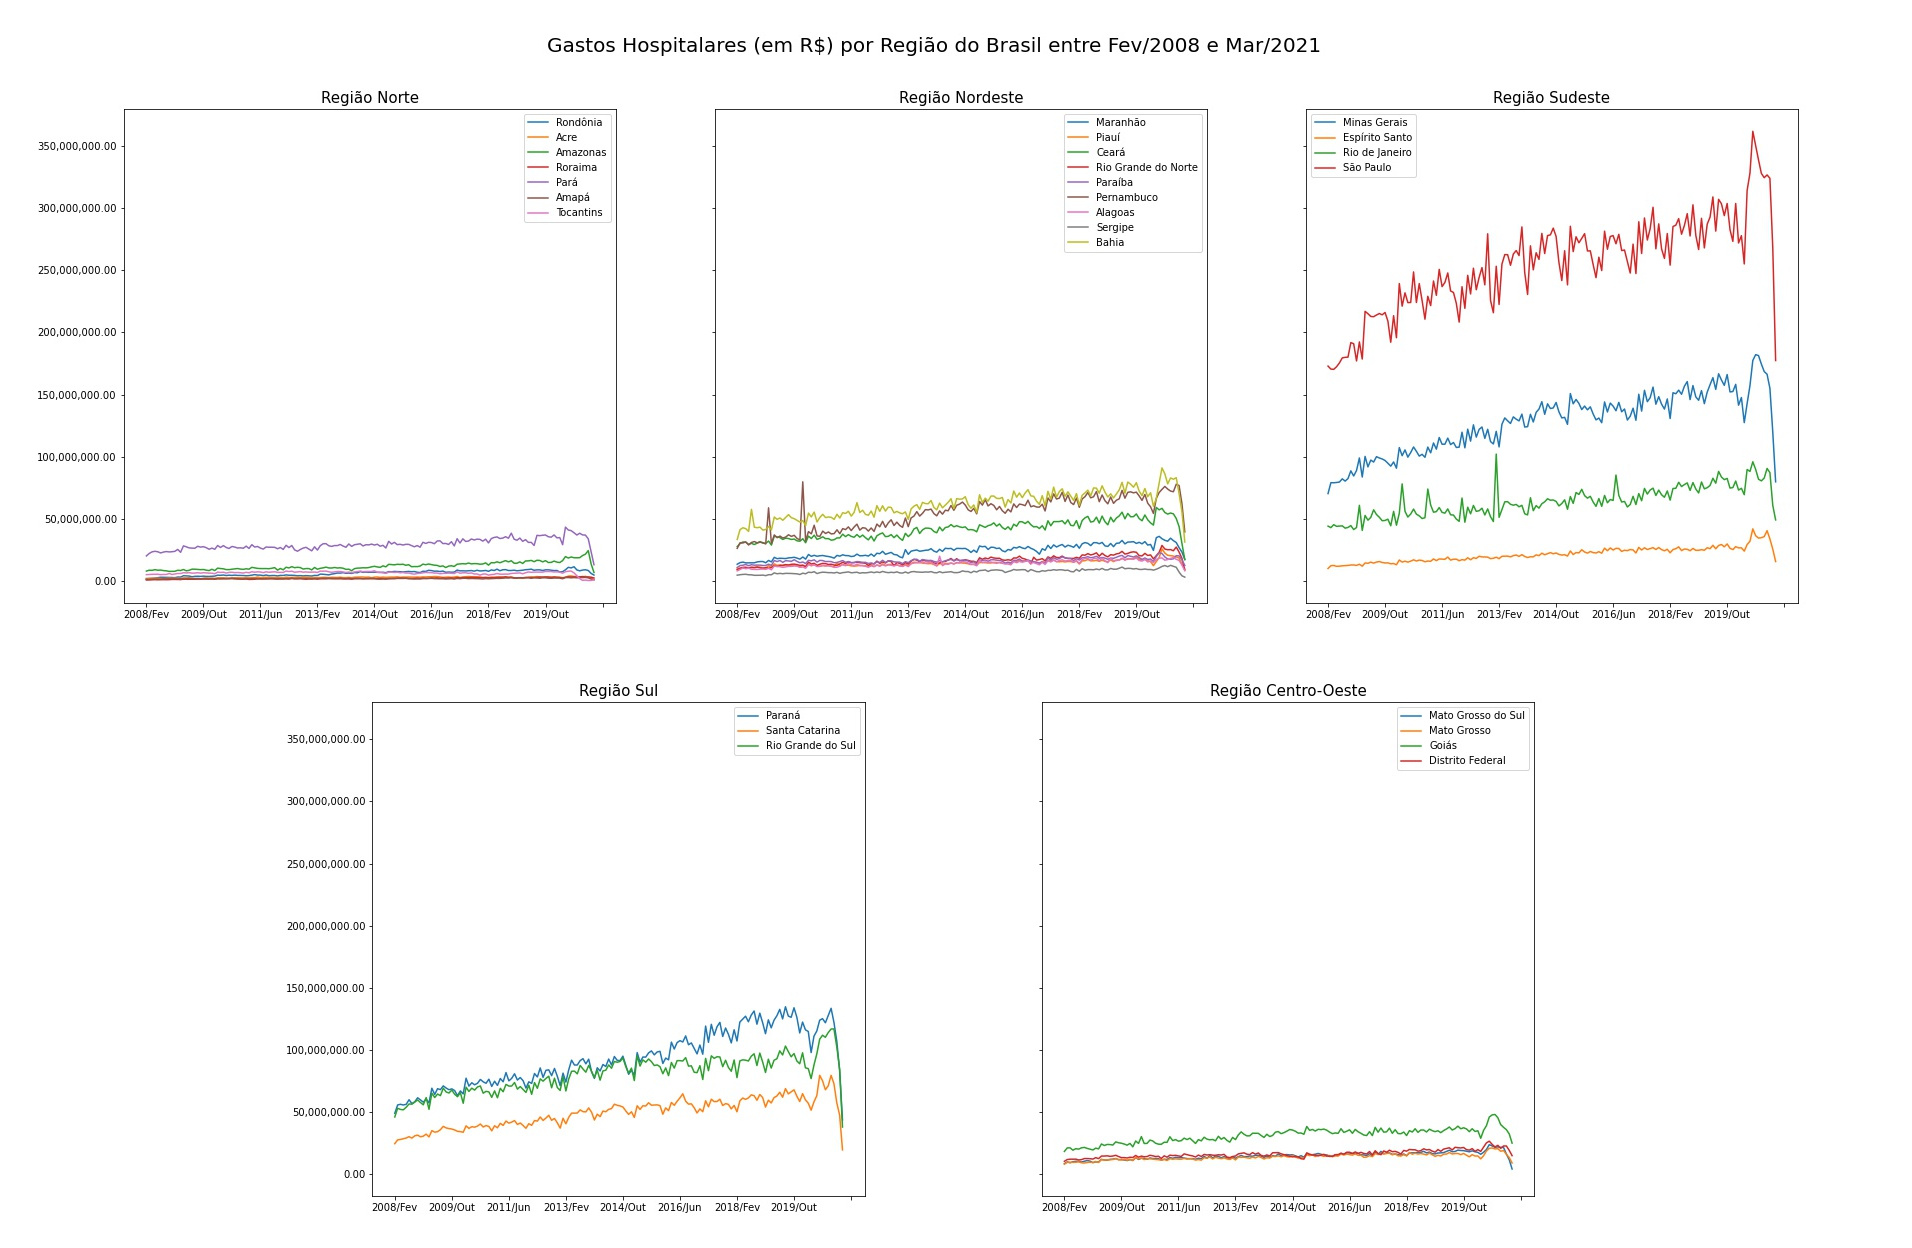 Gastos Hospitalares (em R$) por Região do Brasil entre Fev/2008 e Mar/2021
Região Norte
350,000,000.00
300,000,000.00
250,000,000.00
200,000,000.00
150,000,000.00
100,000,000.00
50,000,000.00
0.00
Rondônia
Acre
Amazonas
Roraima
Pará
Amapá
Tocantins
2008/Fev 2009/Out 2011/Jun 2013/Fev 2014/Out 2016/Jun 2018/Fev 2019/Out
Região Nordeste
Maranhão
Piauí
Ceará
Rio Grande do Norte
Paraíba
Pernambuco
Alagoas
Sergipe
Bahia
2008/Fev 2009/Out 2011/Jun 2013/Fev 2014/Out 2016/Jun 2018/Fev 2019/Out
Região Sudeste
Minas Gerais
Espírito Santo
Rio de Janeiro
São Paulo
2008/Fev 2009/Out 2011/Jun 2013/Fev 2014/Out 2016/Jun 2018/Fev 2019/Out
Região Sul
350,000,000.00
300,000,000.00
250,000,000.00
200,000,000.00
150,000,000.00
100,000,000.00
50,000,000.00
0.00
Paraná
Santa Catarina
Rio Grande do Sul
2008/Fev 2009/Out 2011/Jun 2013/Fev 2014/Out 2016/Jun 2018/Fev 2019/Out
Região Centro-Oeste
Mato Grosso do Sul
Mato Grosso
Goiás
Distrito Federal
2008/Fev 2009/Out 2011/Jun 2013/Fev 2014/Out 2016/Jun 2018/Fev 2019/Out